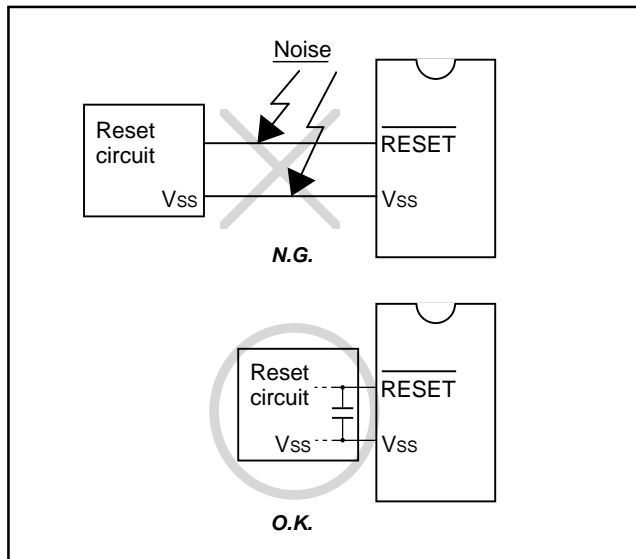 Noise
Reset
circuit
RESET
Vss
Vss
N.G.
Reset
circuit
RESET
Vss
Vss
O.K.